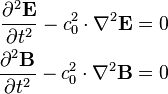 ∂²𝐄/∂t² − c₀² · ∇²𝐄 = 0
∂²𝐁/∂t² − c₀² · ∇²𝐁 = 0